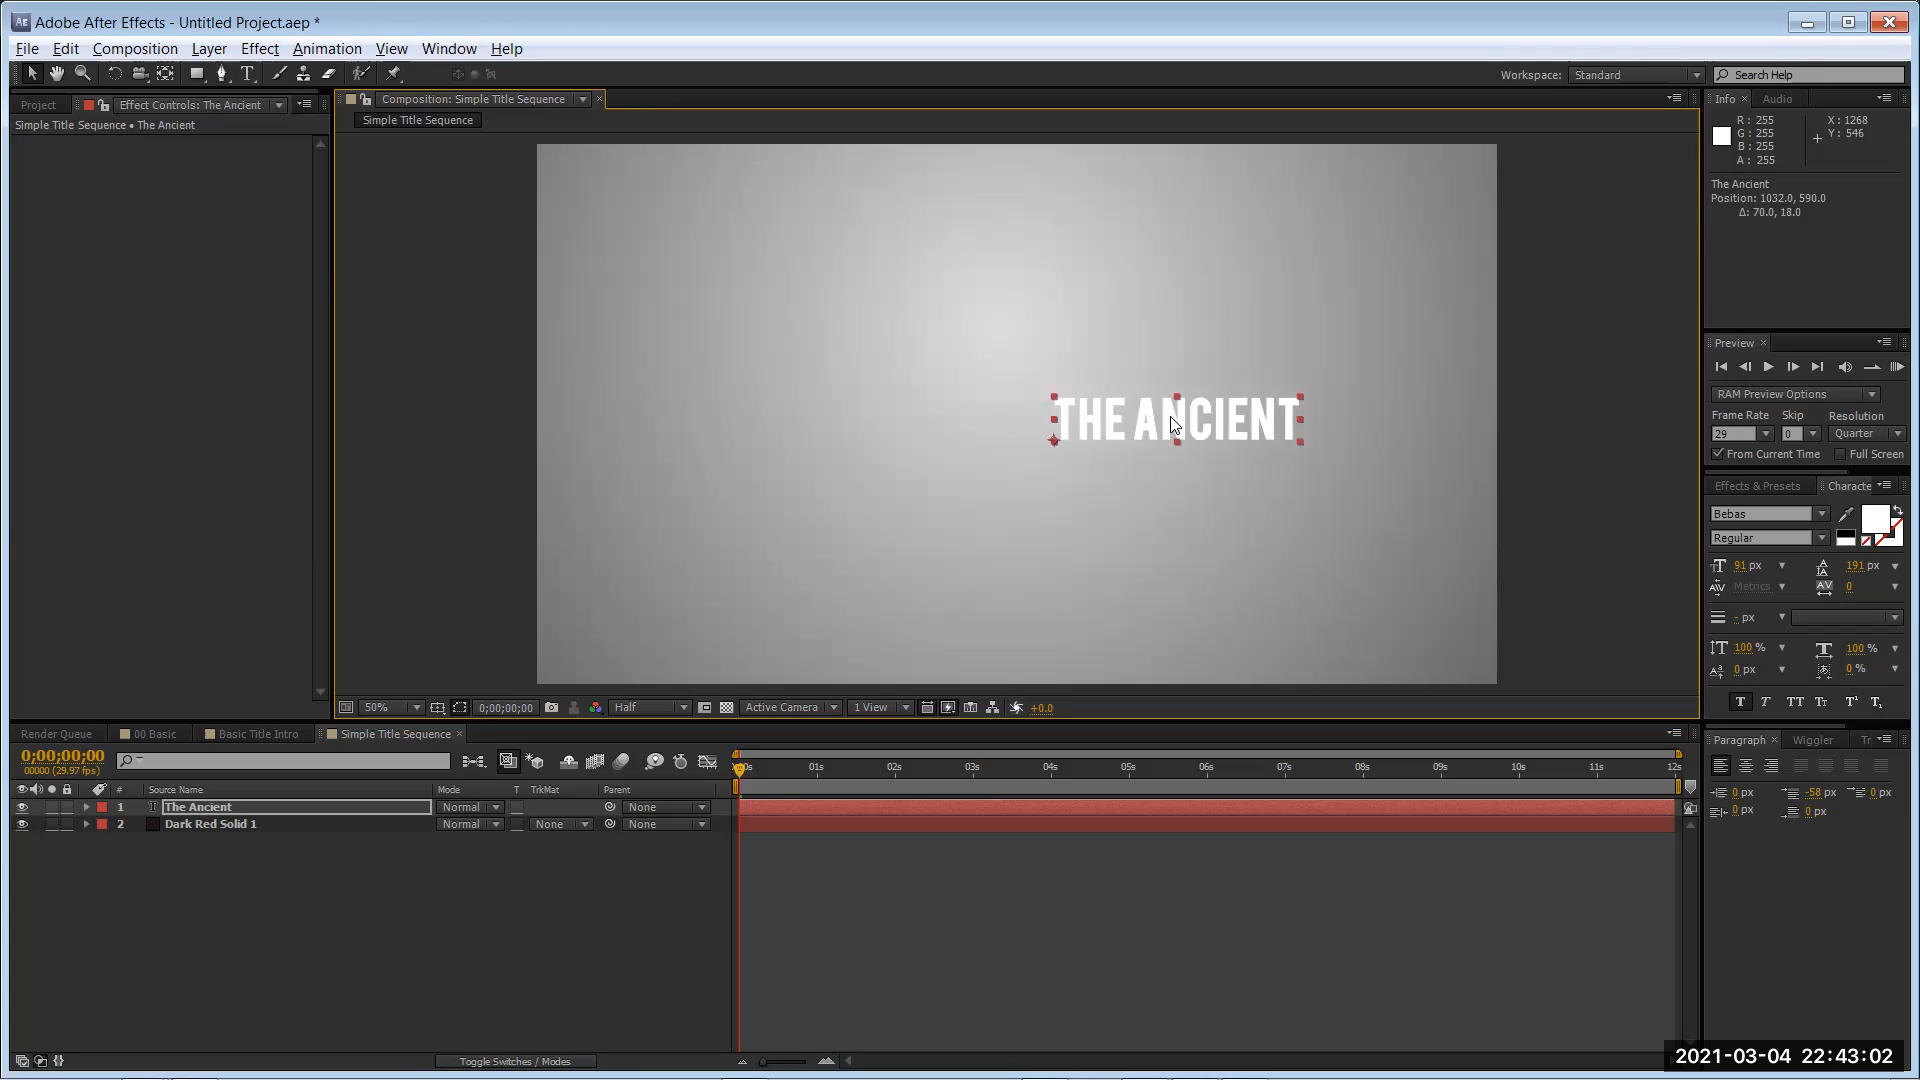 Adobe After Effects - Untitled Project.aep *
File Edit Composition Layer Effect Animation View Window Help
Workspace: Standard Search Help
Project Effect Controls: The Ancient
Simple Title Sequence • The Ancient
Composition: Simple Title Sequence
Simple Title Sequence
THE ANCIENT
50% 0;00;00;00 Half Active Camera 1 View +0.0
Info Audio
R : 255 X : 1268
G : 255 Y : 546
B : 255
A : 255
The Ancient
Position: 1032.0, 590.0
Δ: 70.0, 18.0
Preview
RAM Preview Options
Frame Rate Skip Resolution
29 0 Quarter
From Current Time Full Screen
Effects & Presets Characte
Bebas
Regular
91 px 191 px
Metrics 0
- px
100 % 100 %
0 px 0 %
T T TT Tt T¹ T₁
Paragraph Wiggler Tr
0 px -58 px 0 px
0 px 0 px
Render Queue 00 Basic Basic Title Intro Simple Title Sequence
0;00;00;00
00000 (29.97 fps)
# Source Name Mode T TrkMat Parent
1 The Ancient Normal None
2 Dark Red Solid 1 Normal None None
01s 02s 03s 04s 05s 06s 07s 08s 09s 10s 11s 12s
Toggle Switches / Modes
2021-03-04 22:43:02